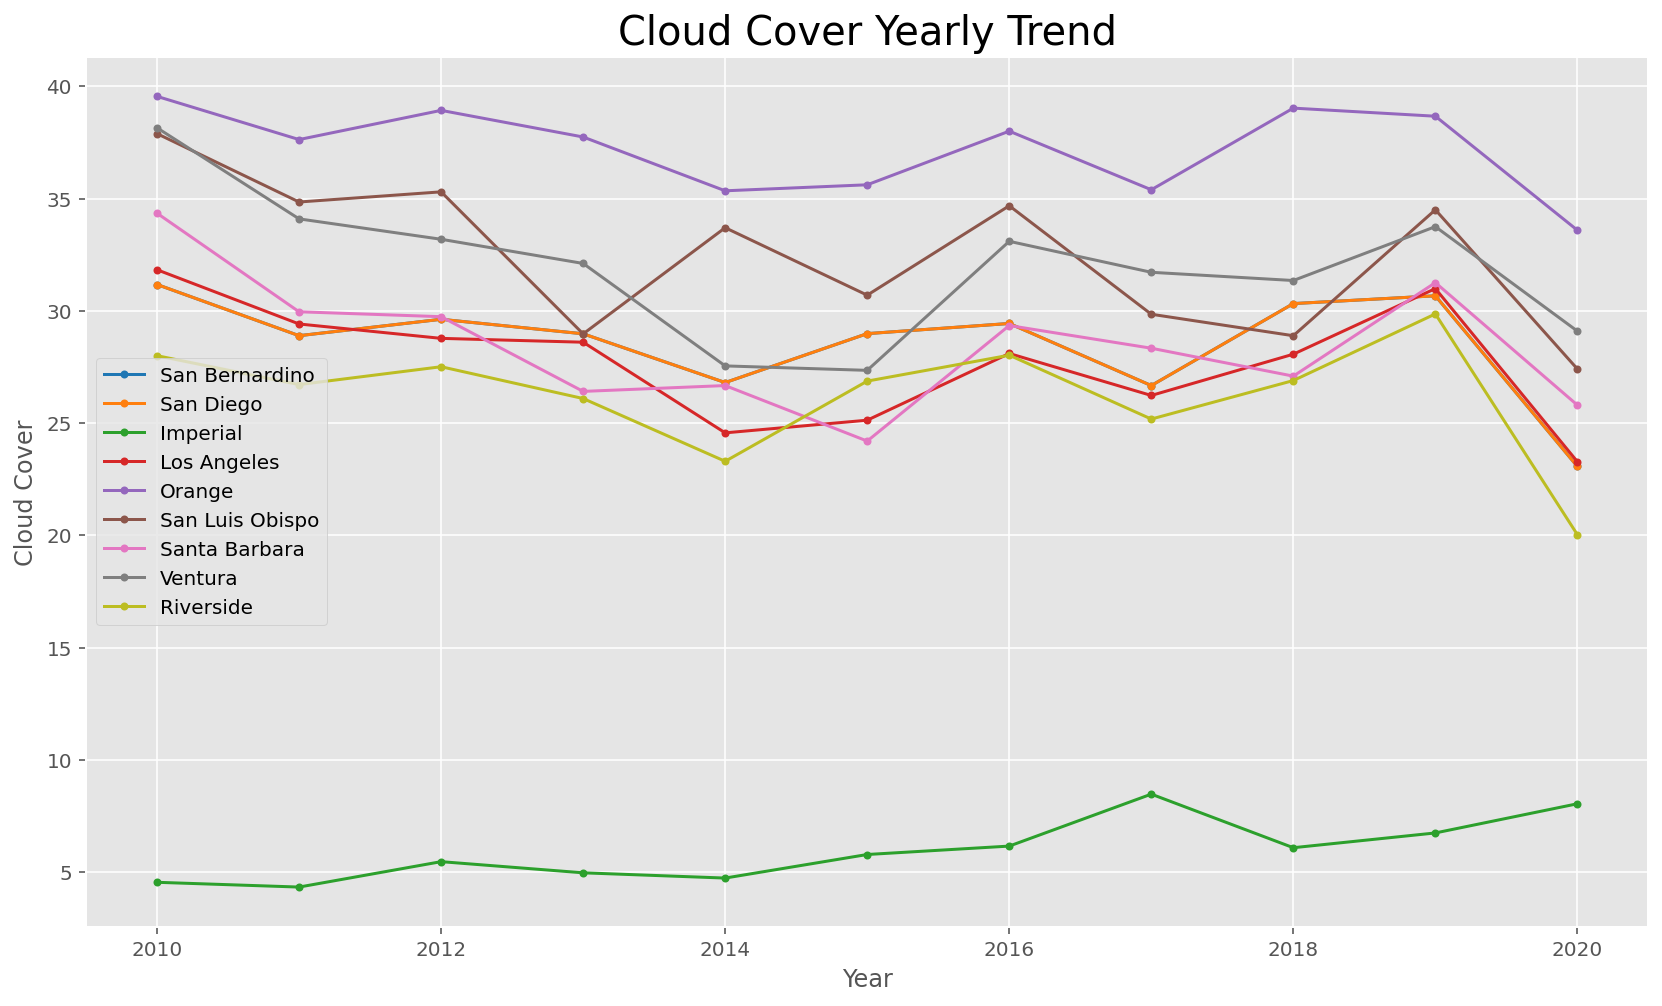 Cloud Cover Yearly Trend
40
35
30
25
20
15
10
5
Cloud Cover
San Bernardino
San Diego
Imperial
Los Angeles
Orange
San Luis Obispo
Santa Barbara
Ventura
Riverside
2010 2012 2014 2016 2018 2020
Year